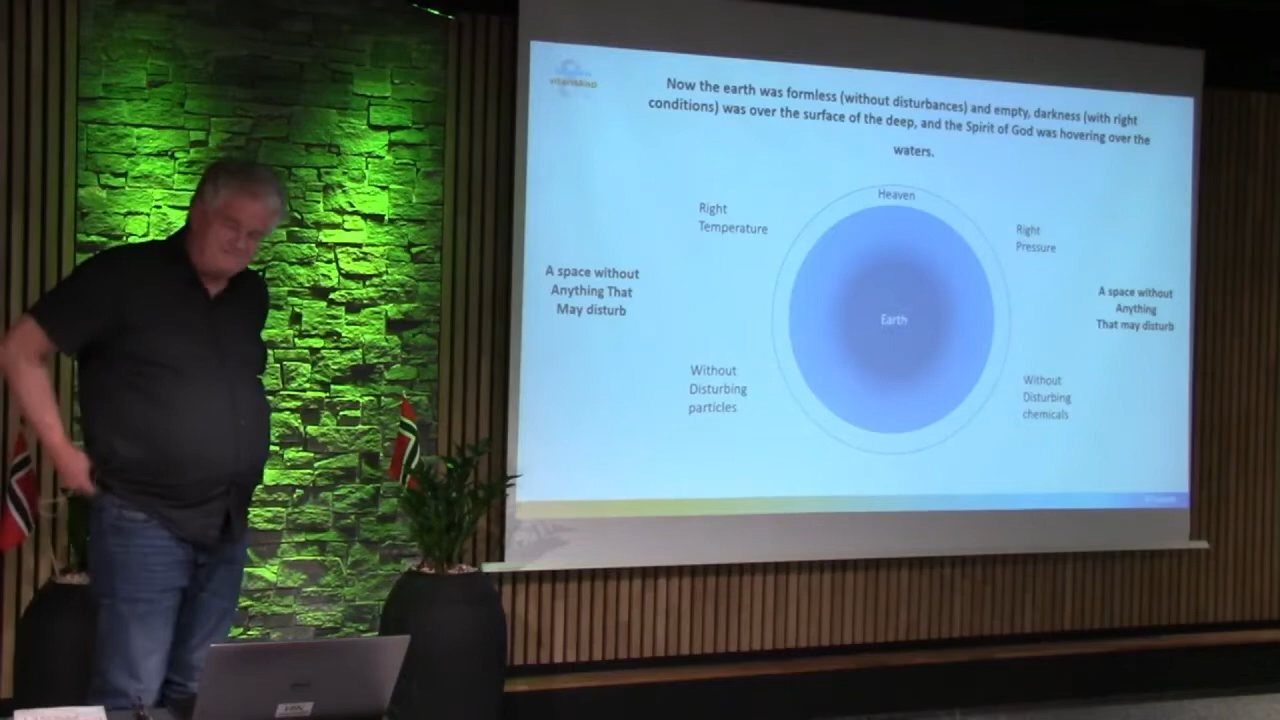 Now the earth was formless (without disturbances) and empty, darkness (with right
conditions) was over the surface of the deep, and the Spirit of God was hovering over the
waters.
Heaven
Right
Temperature
Right
Pressure
A space without
Anything That
May disturb
A space without
Anything
That may disturb
Earth
Without
Disturbing
particles
Without
Disturbing
chemicals